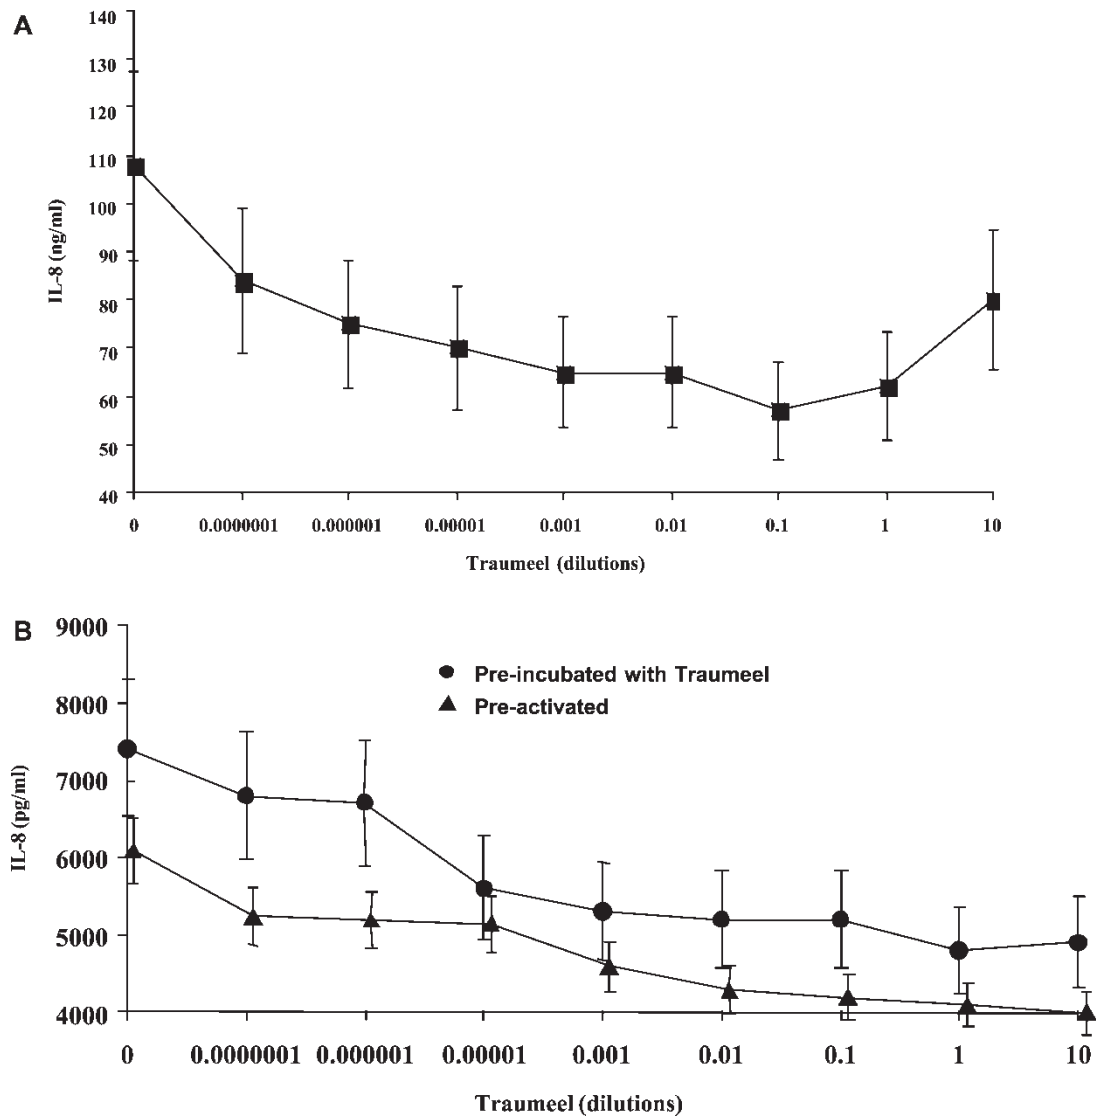 A
140
130
120
110
100
90
80
70
60
50
40
IL-8 (ng/ml)
0 0.0000001 0.000001 0.00001 0.001 0.01 0.1 1 10
Traumeel (dilutions)
B
9000
8000
7000
6000
5000
4000
IL-8 (pg/ml)
Pre-incubated with Traumeel
Pre-activated
0 0.0000001 0.000001 0.00001 0.001 0.01 0.1 1 10
Traumeel (dilutions)